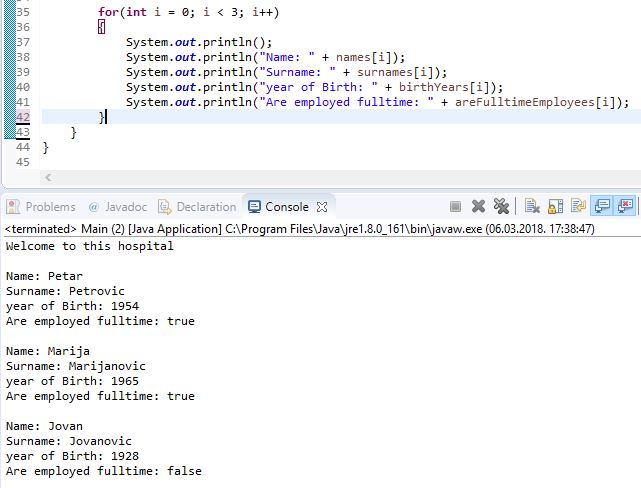 35 for(int i = 0; i < 3; i++)
36 {
37 System.out.println();
38 System.out.println("Name: " + names[i]);
39 System.out.println("Surname: " + surnames[i]);
40 System.out.println("year of Birth: " + birthYears[i]);
41 System.out.println("Are employed fulltime: " + areFulltimeEmployees[i]);
42 }
43 }
44 }
45
Problems @ Javadoc Declaration Console
<terminated> Main (2) [Java Application] C:\Program Files\Java\jre1.8.0_161\bin\javaw.exe (06.03.2018. 17:38:47)
Welcome to this hospital
Name: Petar
Surname: Petrovic
year of Birth: 1954
Are employed fulltime: true
Name: Marija
Surname: Marijanovic
year of Birth: 1965
Are employed fulltime: true
Name: Jovan
Surname: Jovanovic
year of Birth: 1928
Are employed fulltime: false